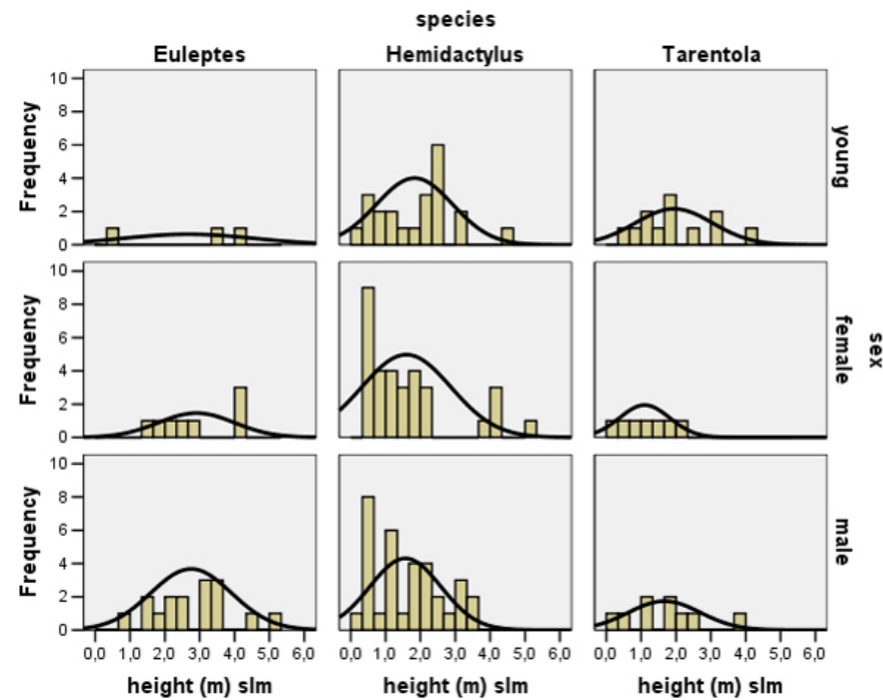 species
Euleptes Hemidactylus Tarentola
Frequency
10
8
6
4
2
0
young
Frequency
10
8
6
4
2
0
female
sex
Frequency
10
8
6
4
2
0
male
0,0 1,0 2,0 3,0 4,0 5,0 6,0 0,0 1,0 2,0 3,0 4,0 5,0 6,0 0,0 1,0 2,0 3,0 4,0 5,0 6,0
height (m) slm height (m) slm height (m) slm